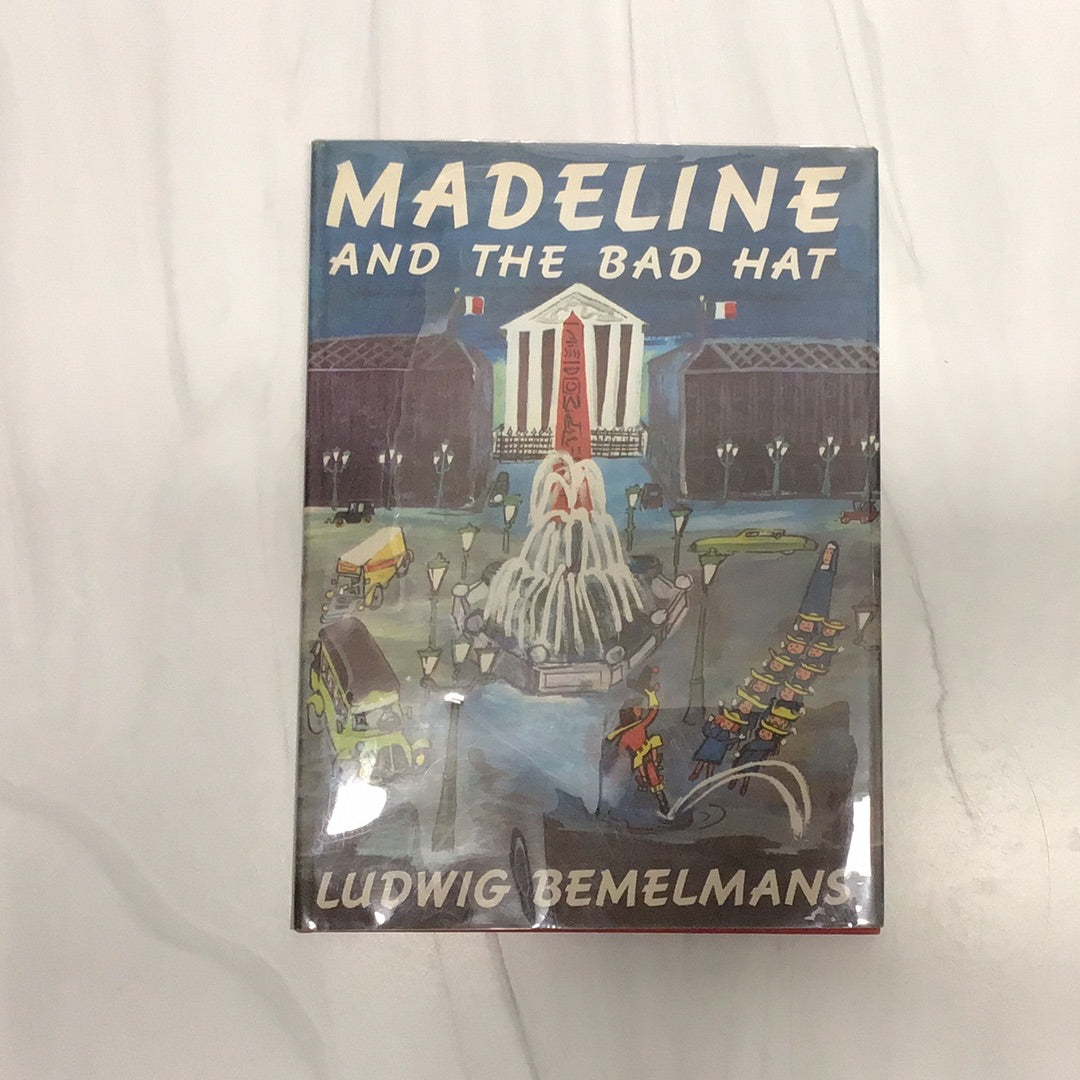 MADELINE
AND THE BAD HAT
LUDWIG BEMELMANS